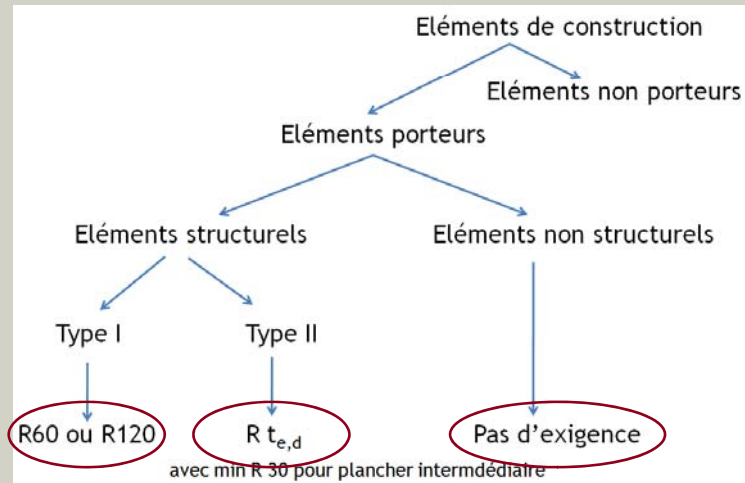 Eléments de construction
Eléments non porteurs
Eléments porteurs
Eléments structurels
Eléments non structurels
Type I
Type II
R60 ou R120
R te,d
Pas d'exigence
avec min R 30 pour plancher intermdédiaire